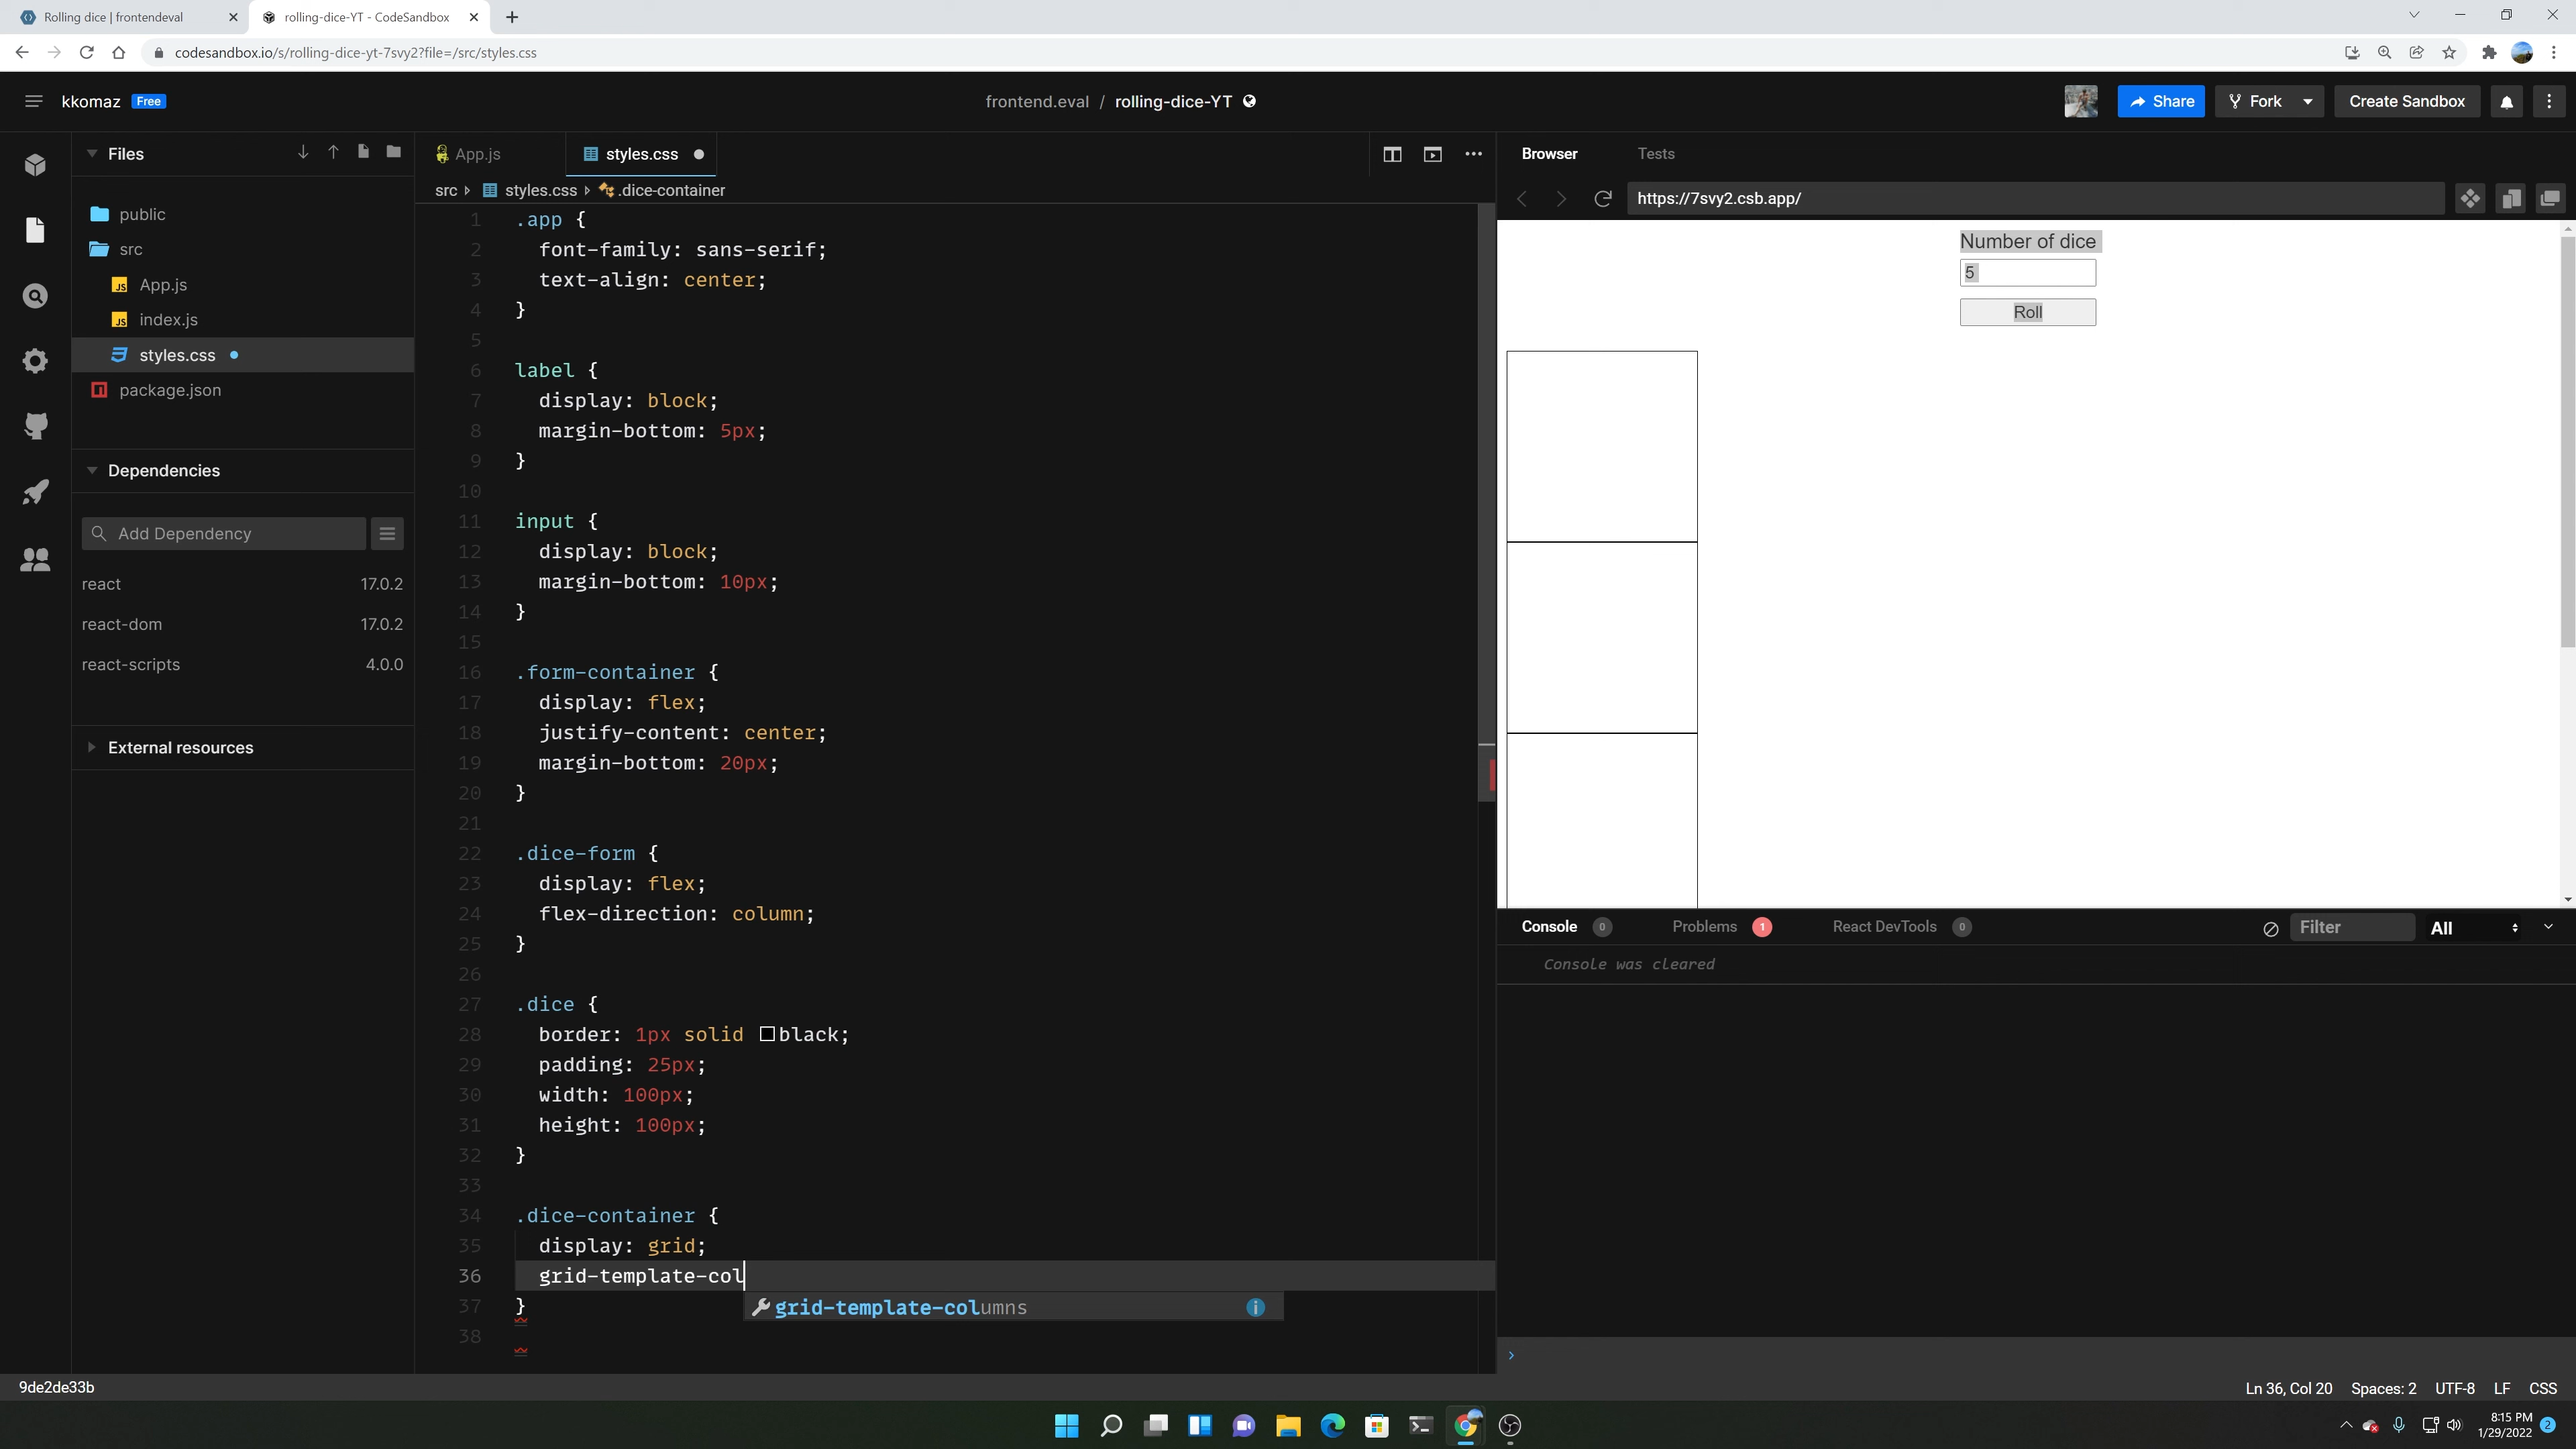 Rolling dice | frontendeval
rolling-dice-YT - CodeSandbox
codesandbox.io/s/rolling-dice-yt-7svy2?file=/src/styles.css
kkomaz Free
frontend.eval / rolling-dice-YT
Share
Fork
Create Sandbox
Files
public
src
App.js
index.js
styles.css
package.json
Dependencies
Add Dependency
react 17.0.2
react-dom 17.0.2
react-scripts 4.0.0
External resources
App.js
styles.css
src styles.css .dice-container
1 .app {
2 font-family: sans-serif;
3 text-align: center;
4 }
5
6 label {
7 display: block;
8 margin-bottom: 5px;
9 }
10
11 input {
12 display: block;
13 margin-bottom: 10px;
14 }
15
16 .form-container {
17 display: flex;
18 justify-content: center;
19 margin-bottom: 20px;
20 }
21
22 .dice-form {
23 display: flex;
24 flex-direction: column;
25 }
26
27 .dice {
28 border: 1px solid black;
29 padding: 25px;
30 width: 100px;
31 height: 100px;
32 }
33
34 .dice-container {
35 display: grid;
36 grid-template-col
37 }
grid-template-columns
38
Browser
Tests
https://7svy2.csb.app/
Number of dice
5
Roll
Console 0
Problems 1
React DevTools 0
Filter
All
Console was cleared
9de2de33b
Ln 36, Col 20 Spaces: 2 UTF-8 LF CSS
8:15 PM
1/29/2022
2